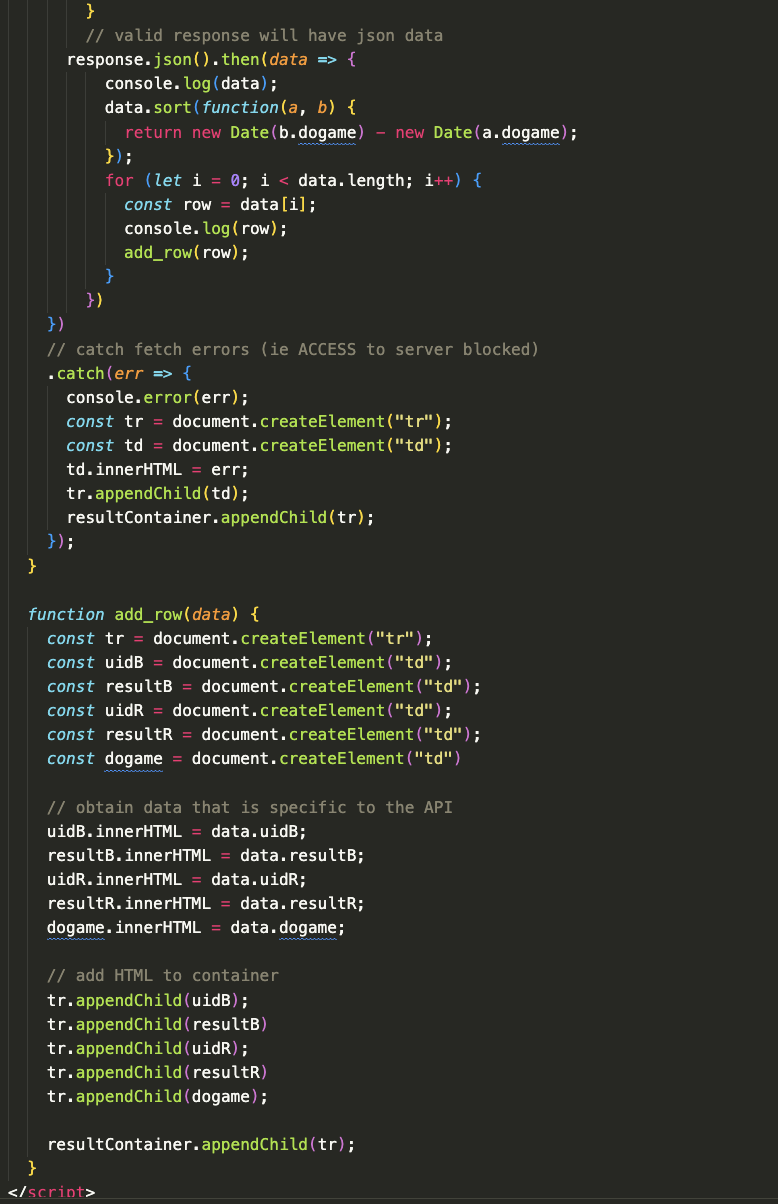 }
// valid response will have json data
response.json().then(data => {
console.log(data);
data.sort(function(a, b) {
return new Date(b.dogame) - new Date(a.dogame);
});
for (let i = 0; i < data.length; i++) {
const row = data[i];
console.log(row);
add_row(row);
}
})
})
// catch fetch errors (ie ACCESS to server blocked)
.catch(err => {
console.error(err);
const tr = document.createElement("tr");
const td = document.createElement("td");
td.innerHTML = err;
tr.appendChild(td);
resultContainer.appendChild(tr);
});
}
function add_row(data) {
const tr = document.createElement("tr");
const uidB = document.createElement("td");
const resultB = document.createElement("td");
const uidR = document.createElement("td");
const resultR = document.createElement("td");
const dogame = document.createElement("td")
// obtain data that is specific to the API
uidB.innerHTML = data.uidB;
resultB.innerHTML = data.resultB;
uidR.innerHTML = data.uidR;
resultR.innerHTML = data.resultR;
dogame.innerHTML = data.dogame;
// add HTML to container
tr.appendChild(uidB);
tr.appendChild(resultB)
tr.appendChild(uidR);
tr.appendChild(resultR)
tr.appendChild(dogame);
resultContainer.appendChild(tr);
}
</script>